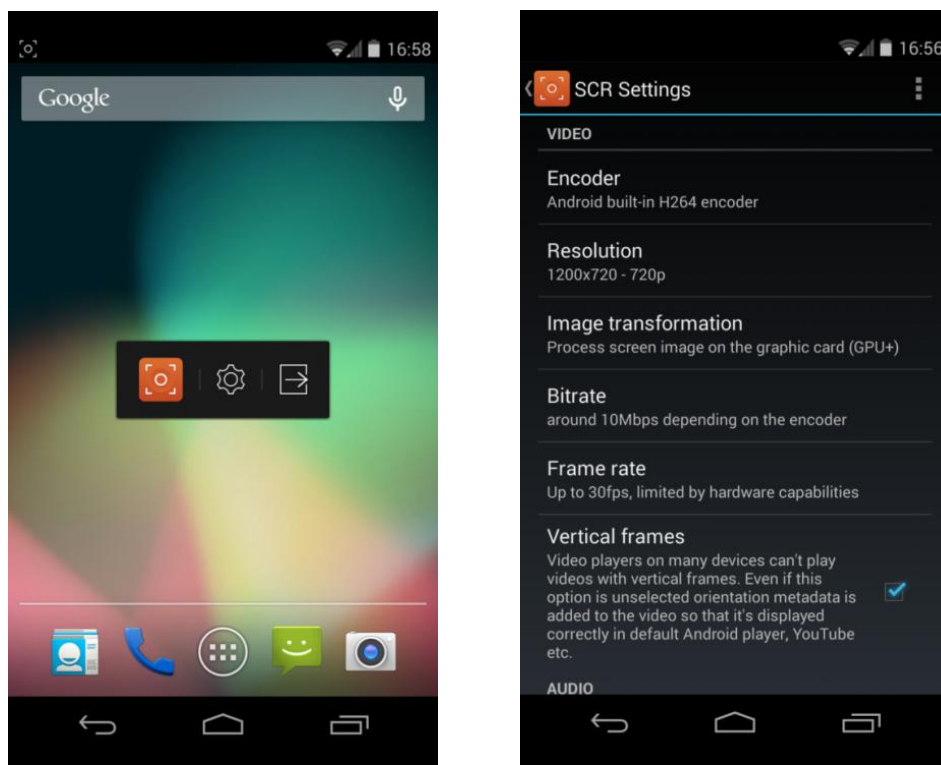 16:58
Google
16:56
SCR Settings
VIDEO
Encoder
Android built-in H264 encoder
Resolution
1200x720 - 720p
Image transformation
Process screen image on the graphic card (GPU+)
Bitrate
around 10Mbps depending on the encoder
Frame rate
Up to 30fps, limited by hardware capabilities
Vertical frames
Video players on many devices can't play
videos with vertical frames. Even if this
option is unselected orientation metadata is
added to the video so that it's displayed
correctly in default Android player, YouTube
etc.
AUDIO